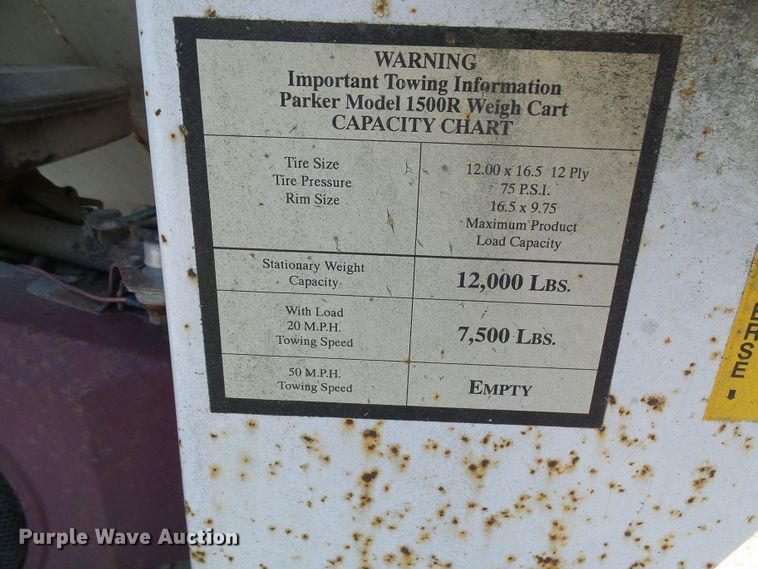 WARNING
Important Towing Information
Parker Model 1500R Weigh Cart
CAPACITY CHART
Tire Size
Tire Pressure
Rim Size
12.00 x 16.5 12 Ply
75 P.S.I.
16.5 x 9.75
Maximum Product
Load Capacity
Stationary Weight
Capacity
12,000 LBS.
With Load
20 M.P.H.
Towing Speed
7,500 LBS.
50 M.P.H.
Towing Speed
EMPTY
ERSE
Purple Wave Auction®